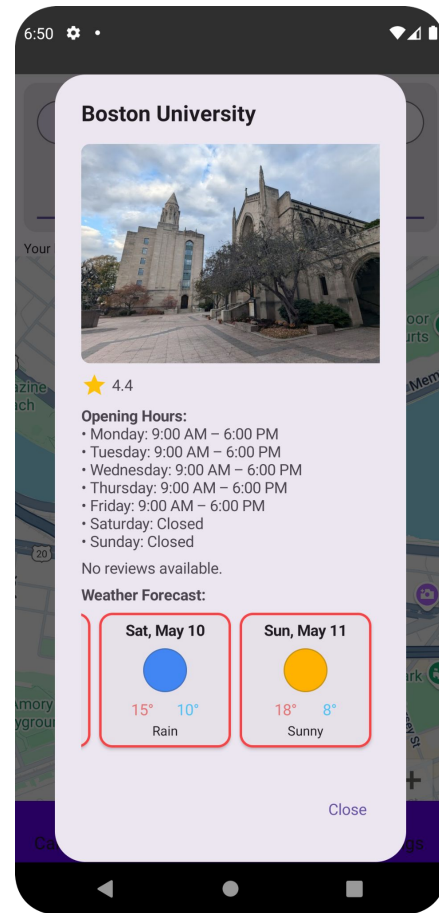 6:50
Boston University
Your
4.4
Opening Hours:
• Monday: 9:00 AM – 6:00 PM
• Tuesday: 9:00 AM – 6:00 PM
• Wednesday: 9:00 AM – 6:00 PM
• Thursday: 9:00 AM – 6:00 PM
• Friday: 9:00 AM – 6:00 PM
• Saturday: Closed
• Sunday: Closed
No reviews available.
Weather Forecast:
Sat, May 10
Sun, May 11
15° 10°
18° 8°
Rain
Sunny
20
Close